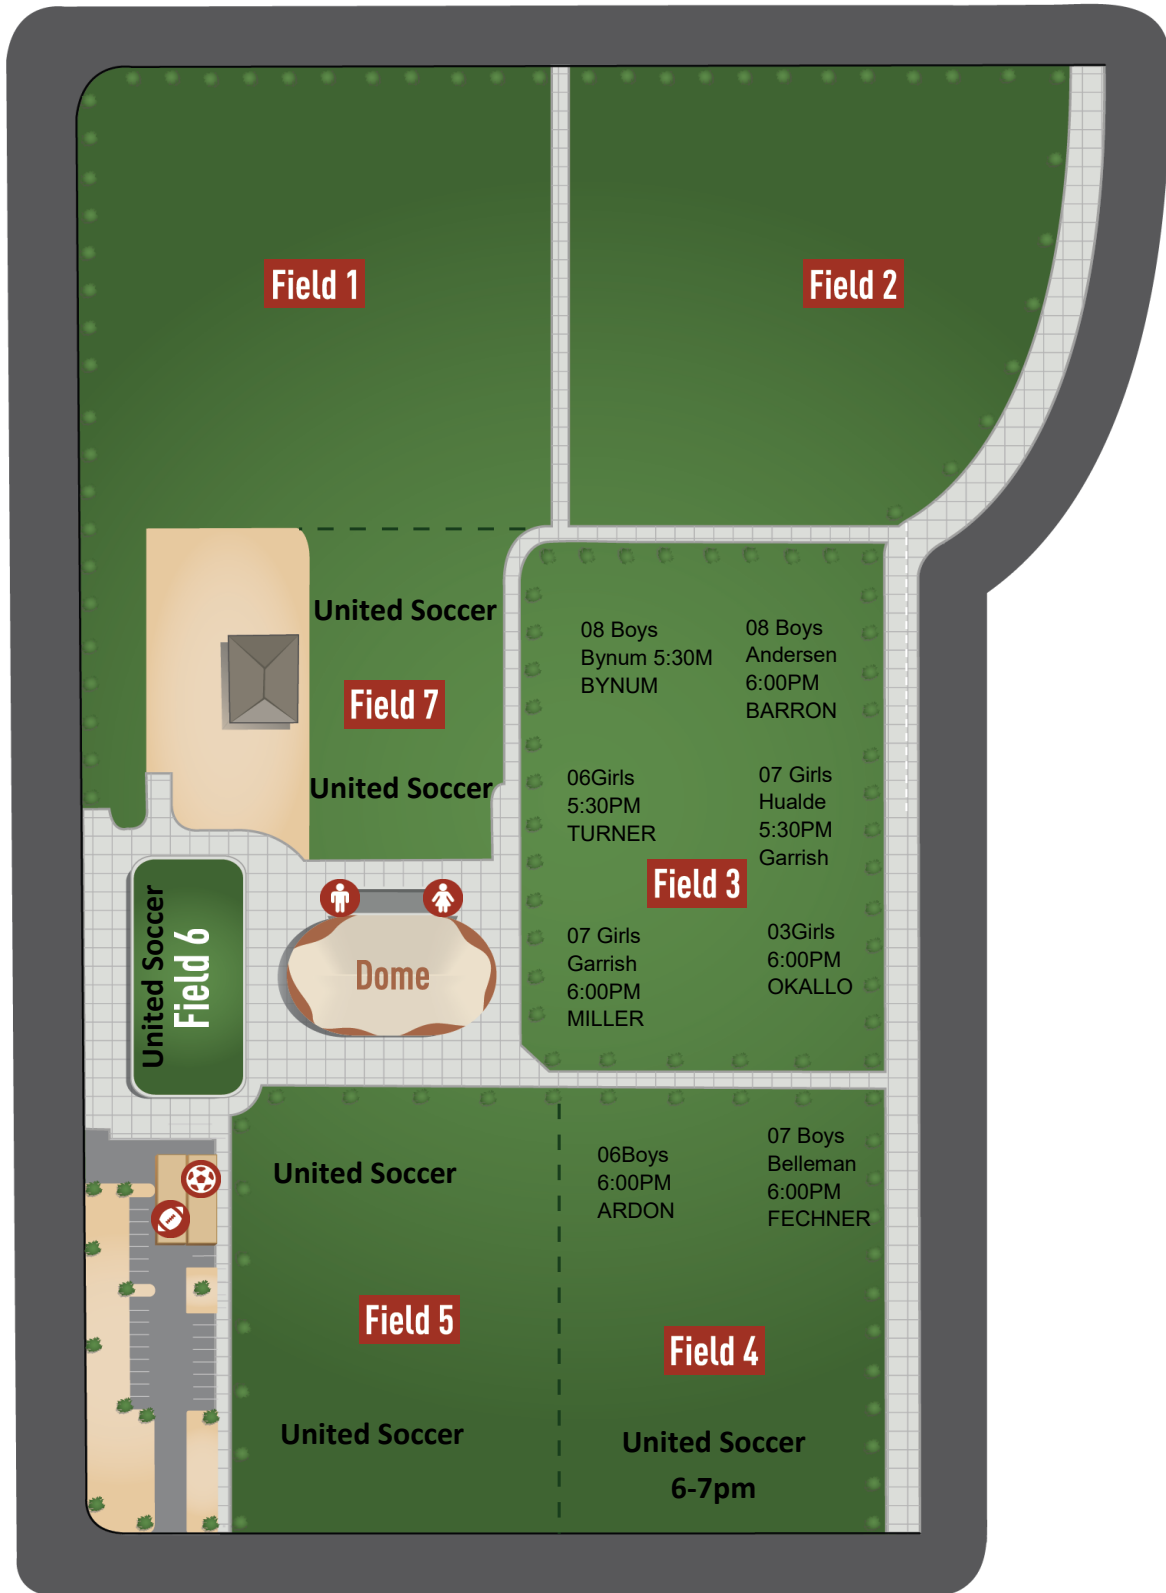 Field 1
Field 2
United Soccer
Field 7
United Soccer
08 Boys
Bynum 5:30M
BYNUM
08 Boys
Andersen
6:00PM
BARRON
06Girls
5:30PM
TURNER
07 Girls
Hualde
5:30PM
Garrish
Field 3
07 Girls
Garrish
6:00PM
MILLER
03Girls
6:00PM
OKALLO
United Soccer
Field 6
Dome
United Soccer
Field 5
United Soccer
06Boys
6:00PM
ARDON
07 Boys
Belleman
6:00PM
FECHNER
Field 4
United Soccer
6-7pm